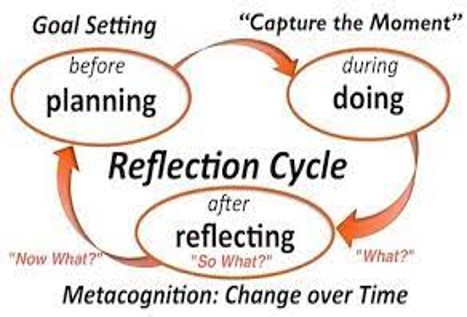 Goal Setting
"Capture the Moment"
before
planning
during
doing
Reflection Cycle
after
reflecting
"Now What?"
"So What?"
"What?"
Metacognition: Change over Time